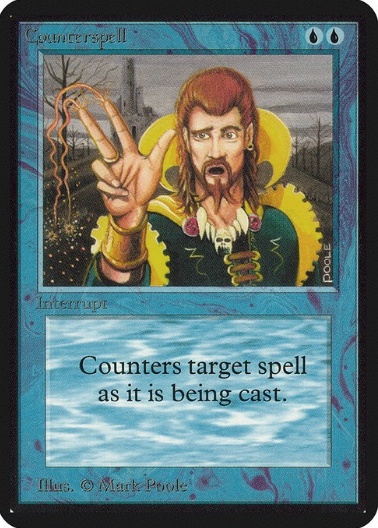 Counterspell
POOLE
Interrupt
Counters target spell
as it is being cast.
Illus. © Mark Poole